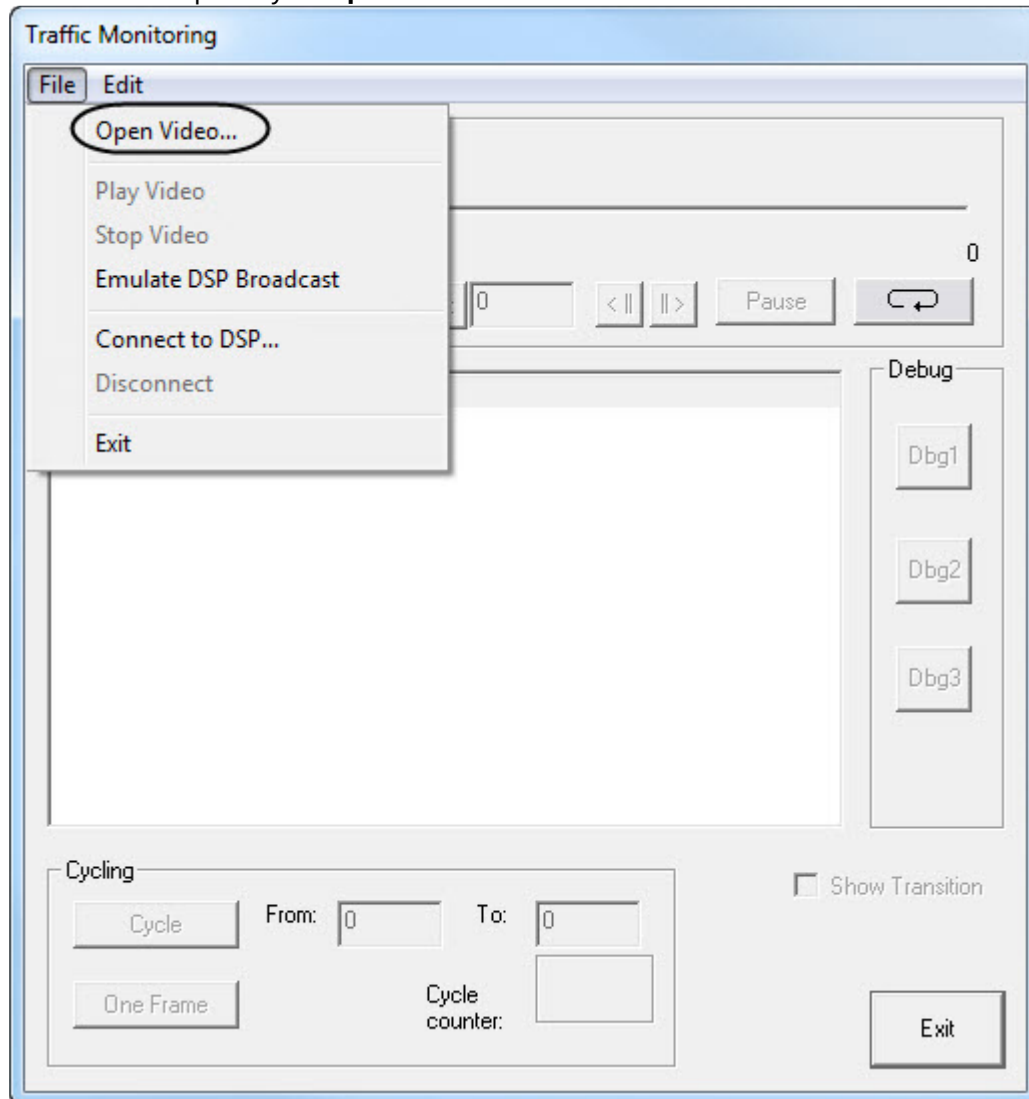 Traffic Monitoring
File Edit
Open Video...
Play Video
Stop Video
Emulate DSP Broadcast
Connect to DSP...
Disconnect
Exit
0
0 < || || > Pause
Debug
Dbg1
Dbg2
Dbg3
Cycling
Cycle From: 0 To: 0
Show Transition
One Frame Cycle
counter:
Exit